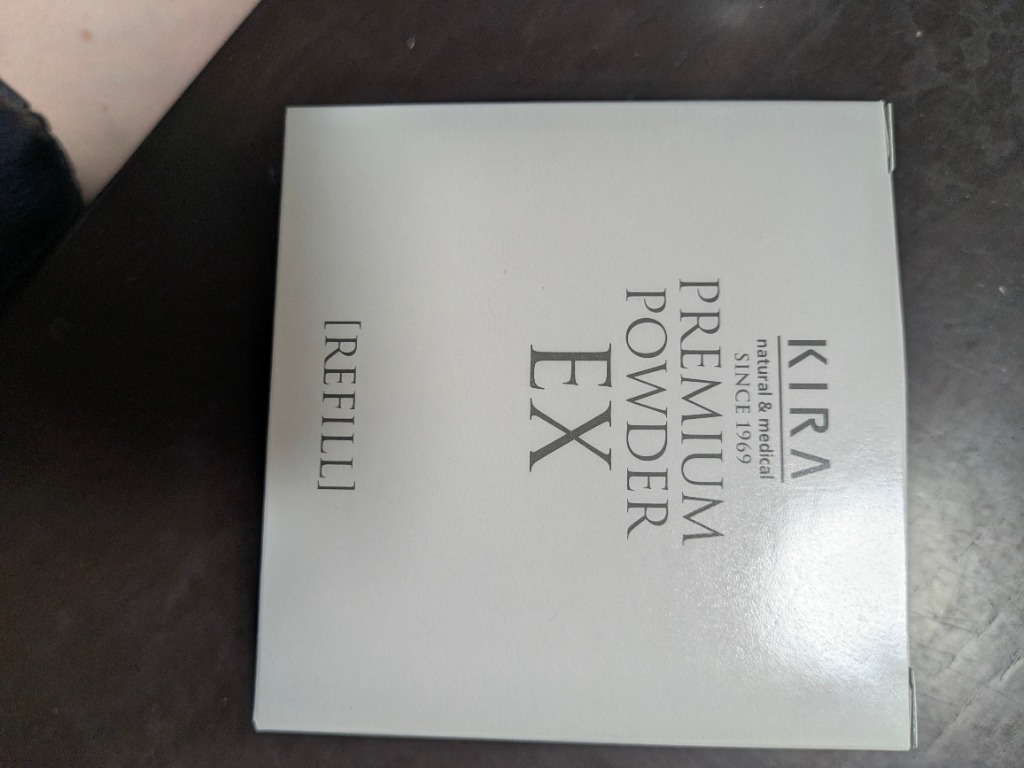 KIRA
natural & medical
SINCE 1969
PREMIUM
POWDER
EX
[REFILL]